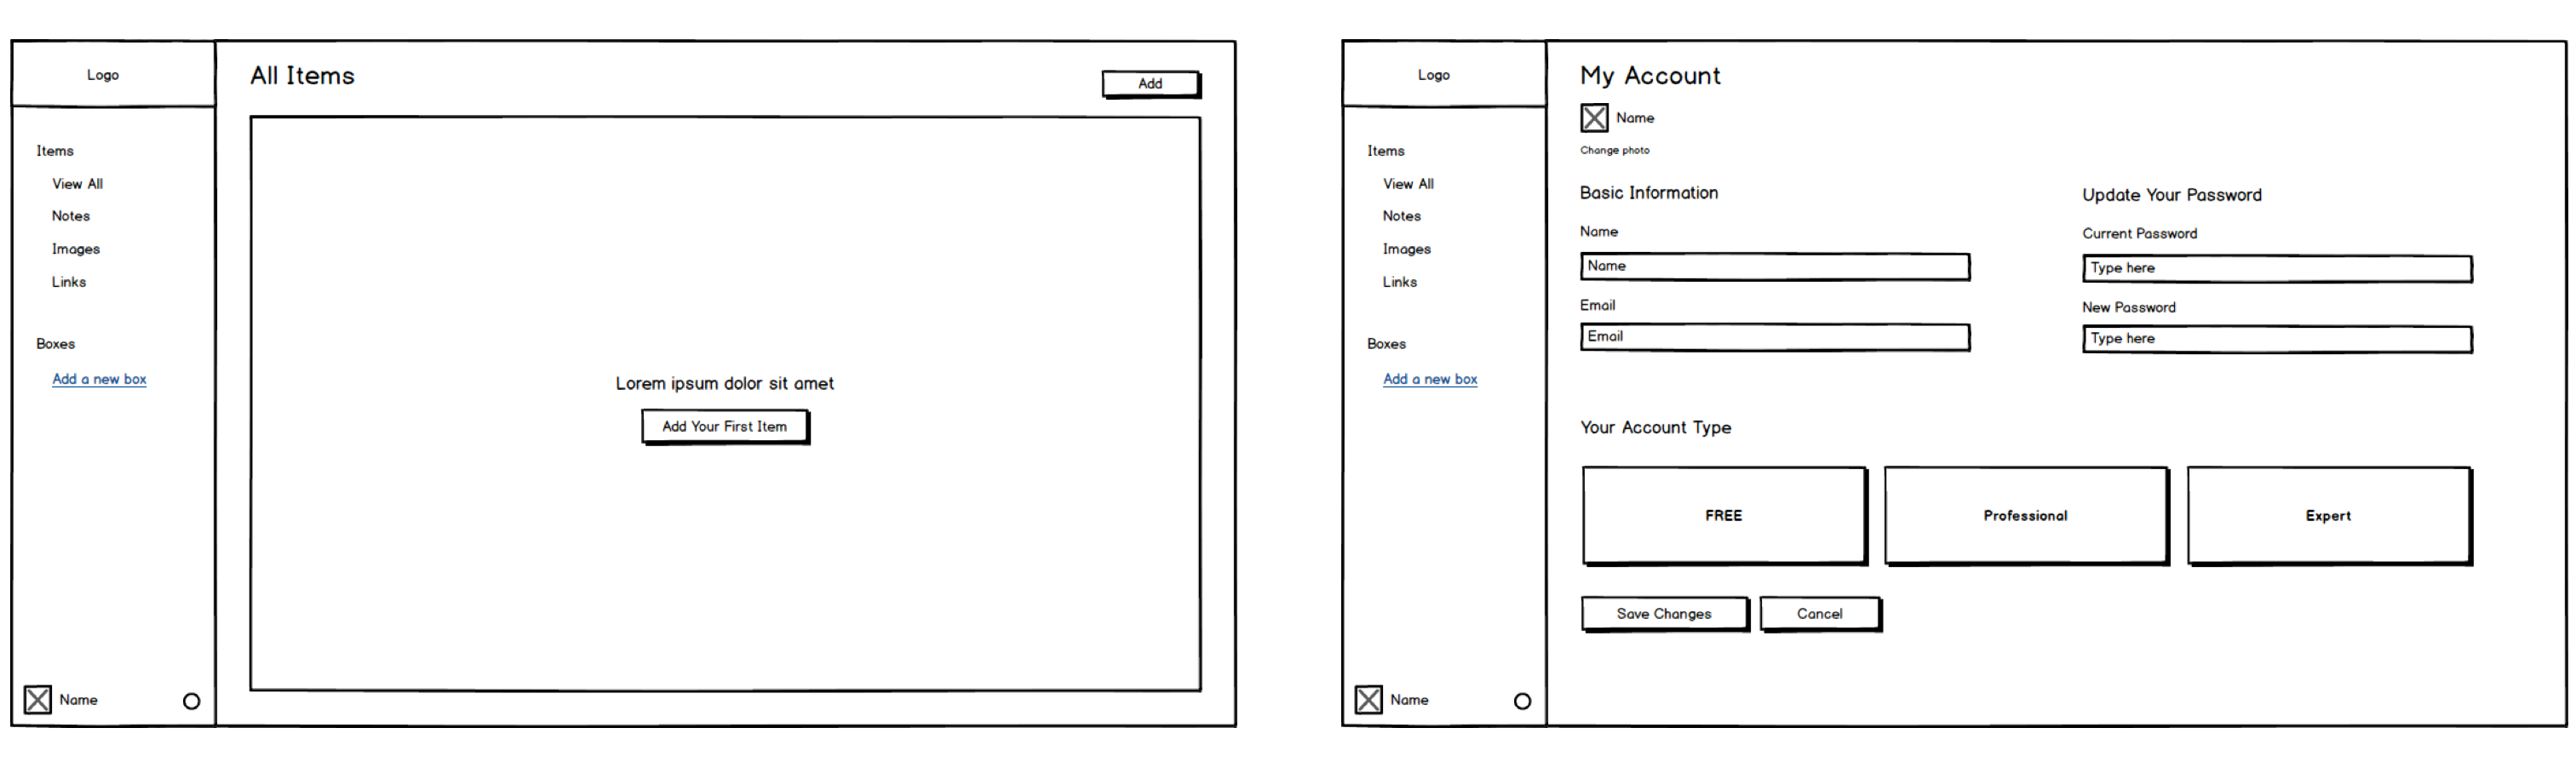 Logo
Items
View All
Notes
Images
Links
Boxes
Add a new box
Name
All Items
Add
Lorem ipsum dolor sit amet
Add Your First Item
Logo
Items
View All
Notes
Images
Links
Boxes
Add a new box
Name
My Account
Name
Change photo
Basic Information
Name
Name
Email
Email
Update Your Password
Current Password
Type here
New Password
Type here
Your Account Type
FREE
Professional
Expert
Save Changes
Cancel